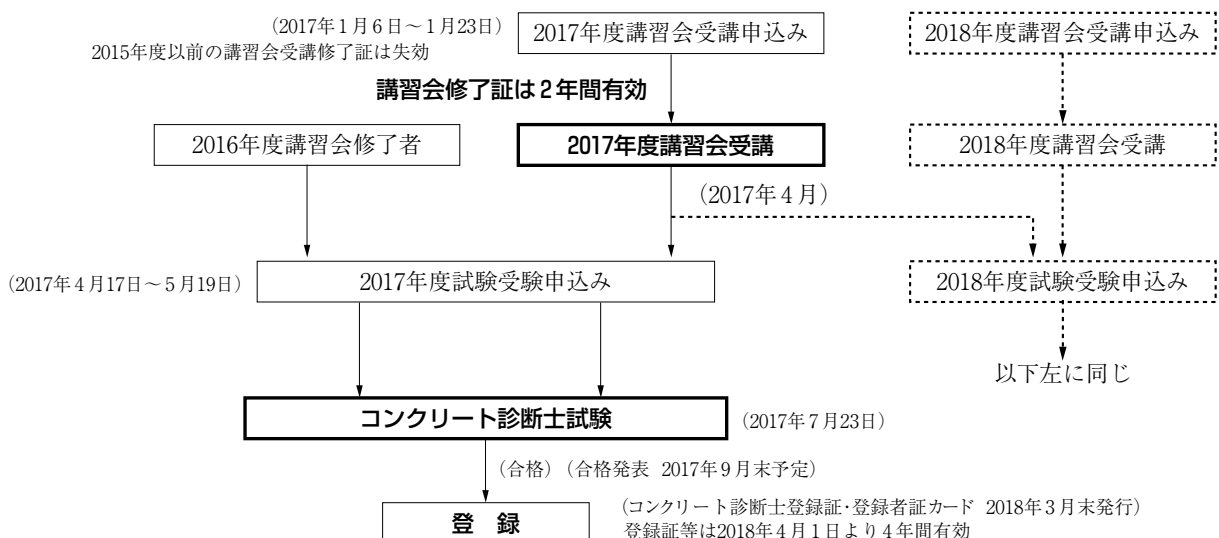 (2017年1月6日～1月23日)
2017年度講習会受講申込み
2018年度講習会受講申込み
2015年度以前の講習会受講修了証は失効
講習会修了証は2年間有効
2016年度講習会修了者
2017年度講習会受講
2018年度講習会受講
(2017年4月)
(2017年4月17日～5月19日)
2017年度試験受験申込み
2018年度試験受験申込み
以下左に同じ
コンクリート診断士試験
(2017年7月23日)
(合格) (合格発表 2017年9月末予定)
登 録
(コンクリート診断士登録証・登録者証カード 2018年3月末発行)
登録証等は2018年4月1日より4年間有効